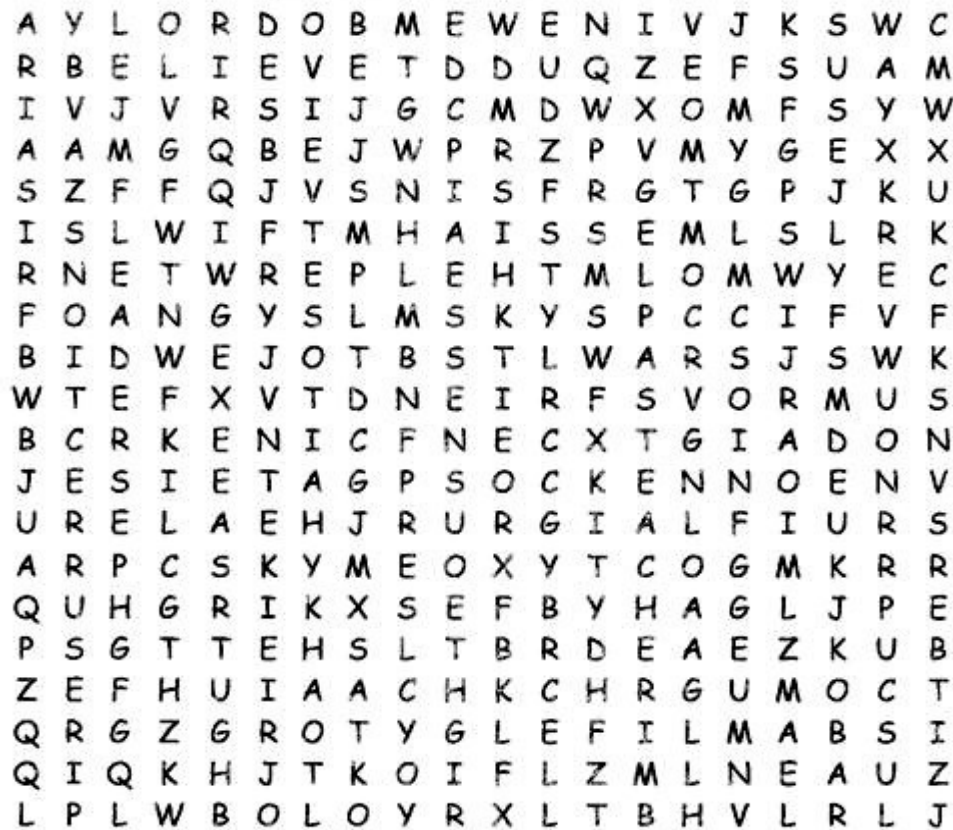 A Y L O R D O B M E W E N I V J K S W C
R B E L I E V E T D D U Q Z E F S U A M
I V J V R S I J G C M D W X O M F S Y W
A A M G Q B E J W P R Z P V M Y G E X X
S Z F F Q J V S N I S F R G T G P J K U
I S L W I F T M H A I S S E M L S L R K
R N E T W R E P L E H T M L O M W Y E C
F O A N G Y S L M S K Y S P C C I F V F
B I D W E J O T B S T L W A R S J S W K
W T E F X V T D N E I R F S V O R M U S
B C R K E N I C F N E C X T G I A D O N
J E S I E T A G P S O C K E N N O E N V
U R E L A E H J R U R G I A L F I U R S
A R P C S K Y M E O X Y T C O G M K R R
Q U H G R I K X S E F B Y H A G L J P E
P S G T T E H S L T B R D E A E Z K U B
Z E F H U I A A C H K C H R G U M O C T
Q R G Z G R O T Y G L E F I L M A B S I
Q I Q K H J T K O I F L Z M L N E A U Z
L P L W B O L O Y R X L T B H V L R L J